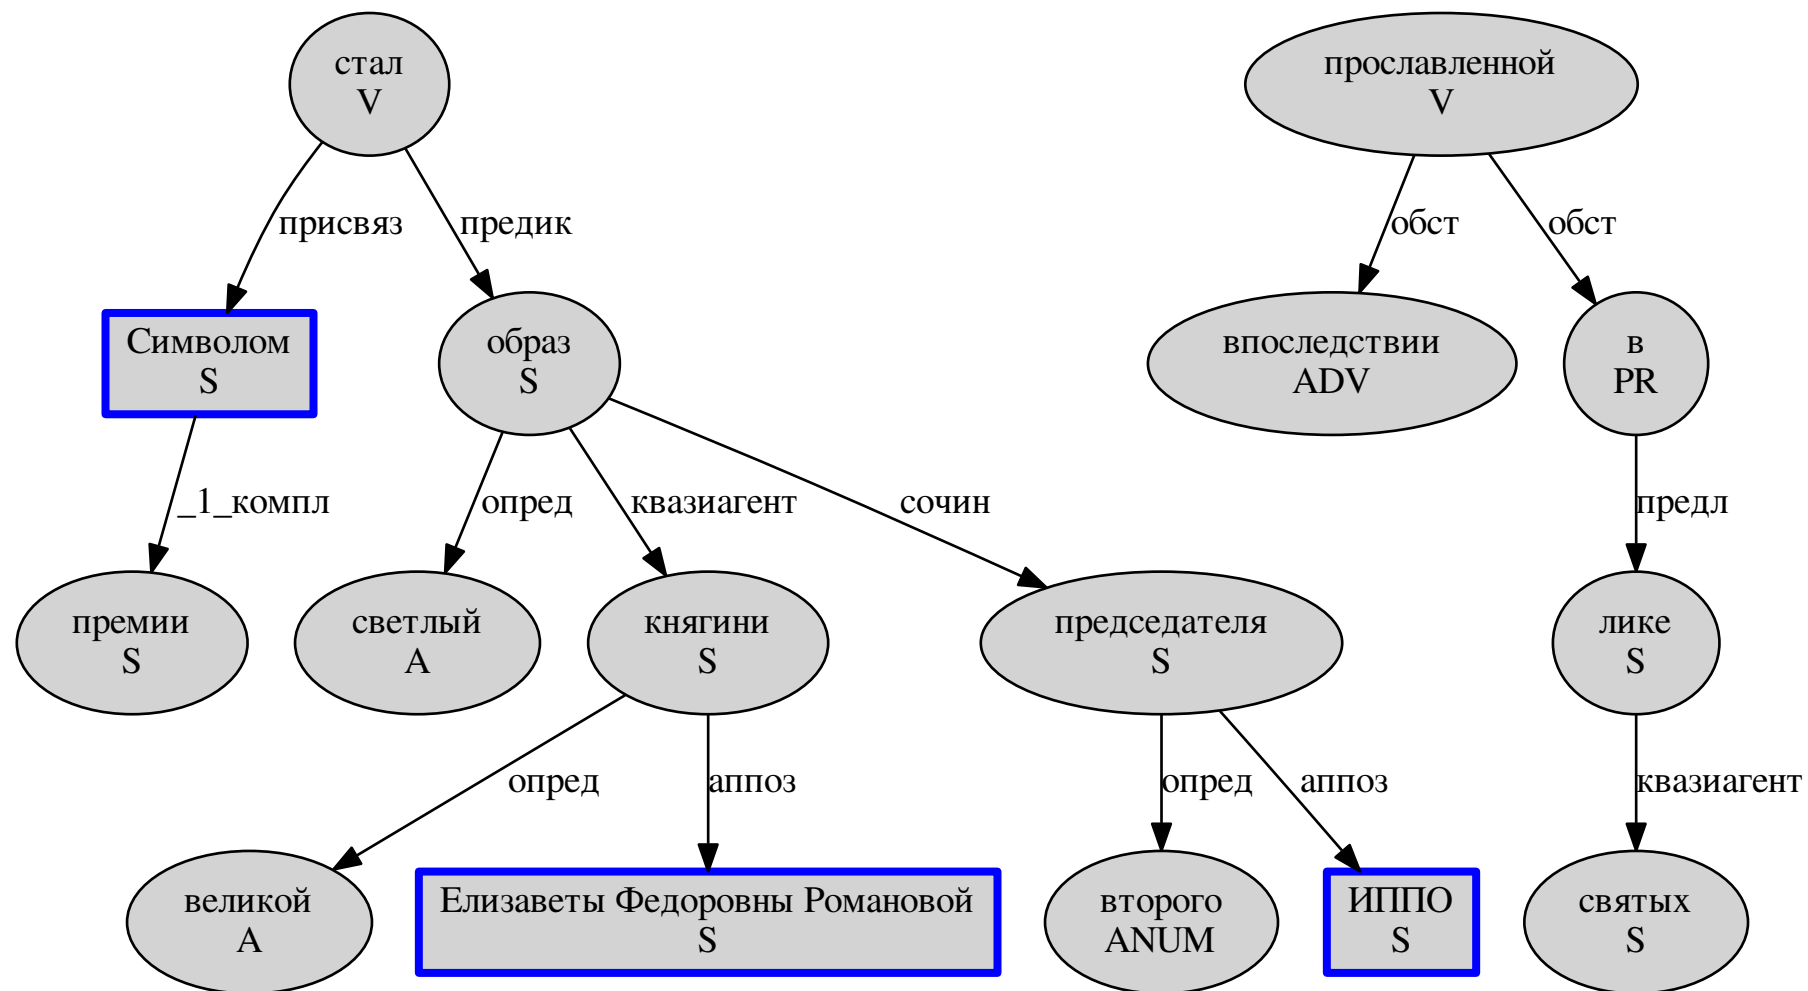 стал
V
прославленной
V
присвяз
предик
обст
обст
Символом
S
образ
S
впоследствии
ADV
в
PR
_1_компл
опред
квазиагент
сочин
предл
премии
S
светлый
A
княгини
S
председателя
S
лике
S
опред
аппоз
опред
аппоз
квазиагент
великой
A
Елизаветы Федоровны Романовой
S
второго
ANUM
ИППО
S
святых
S